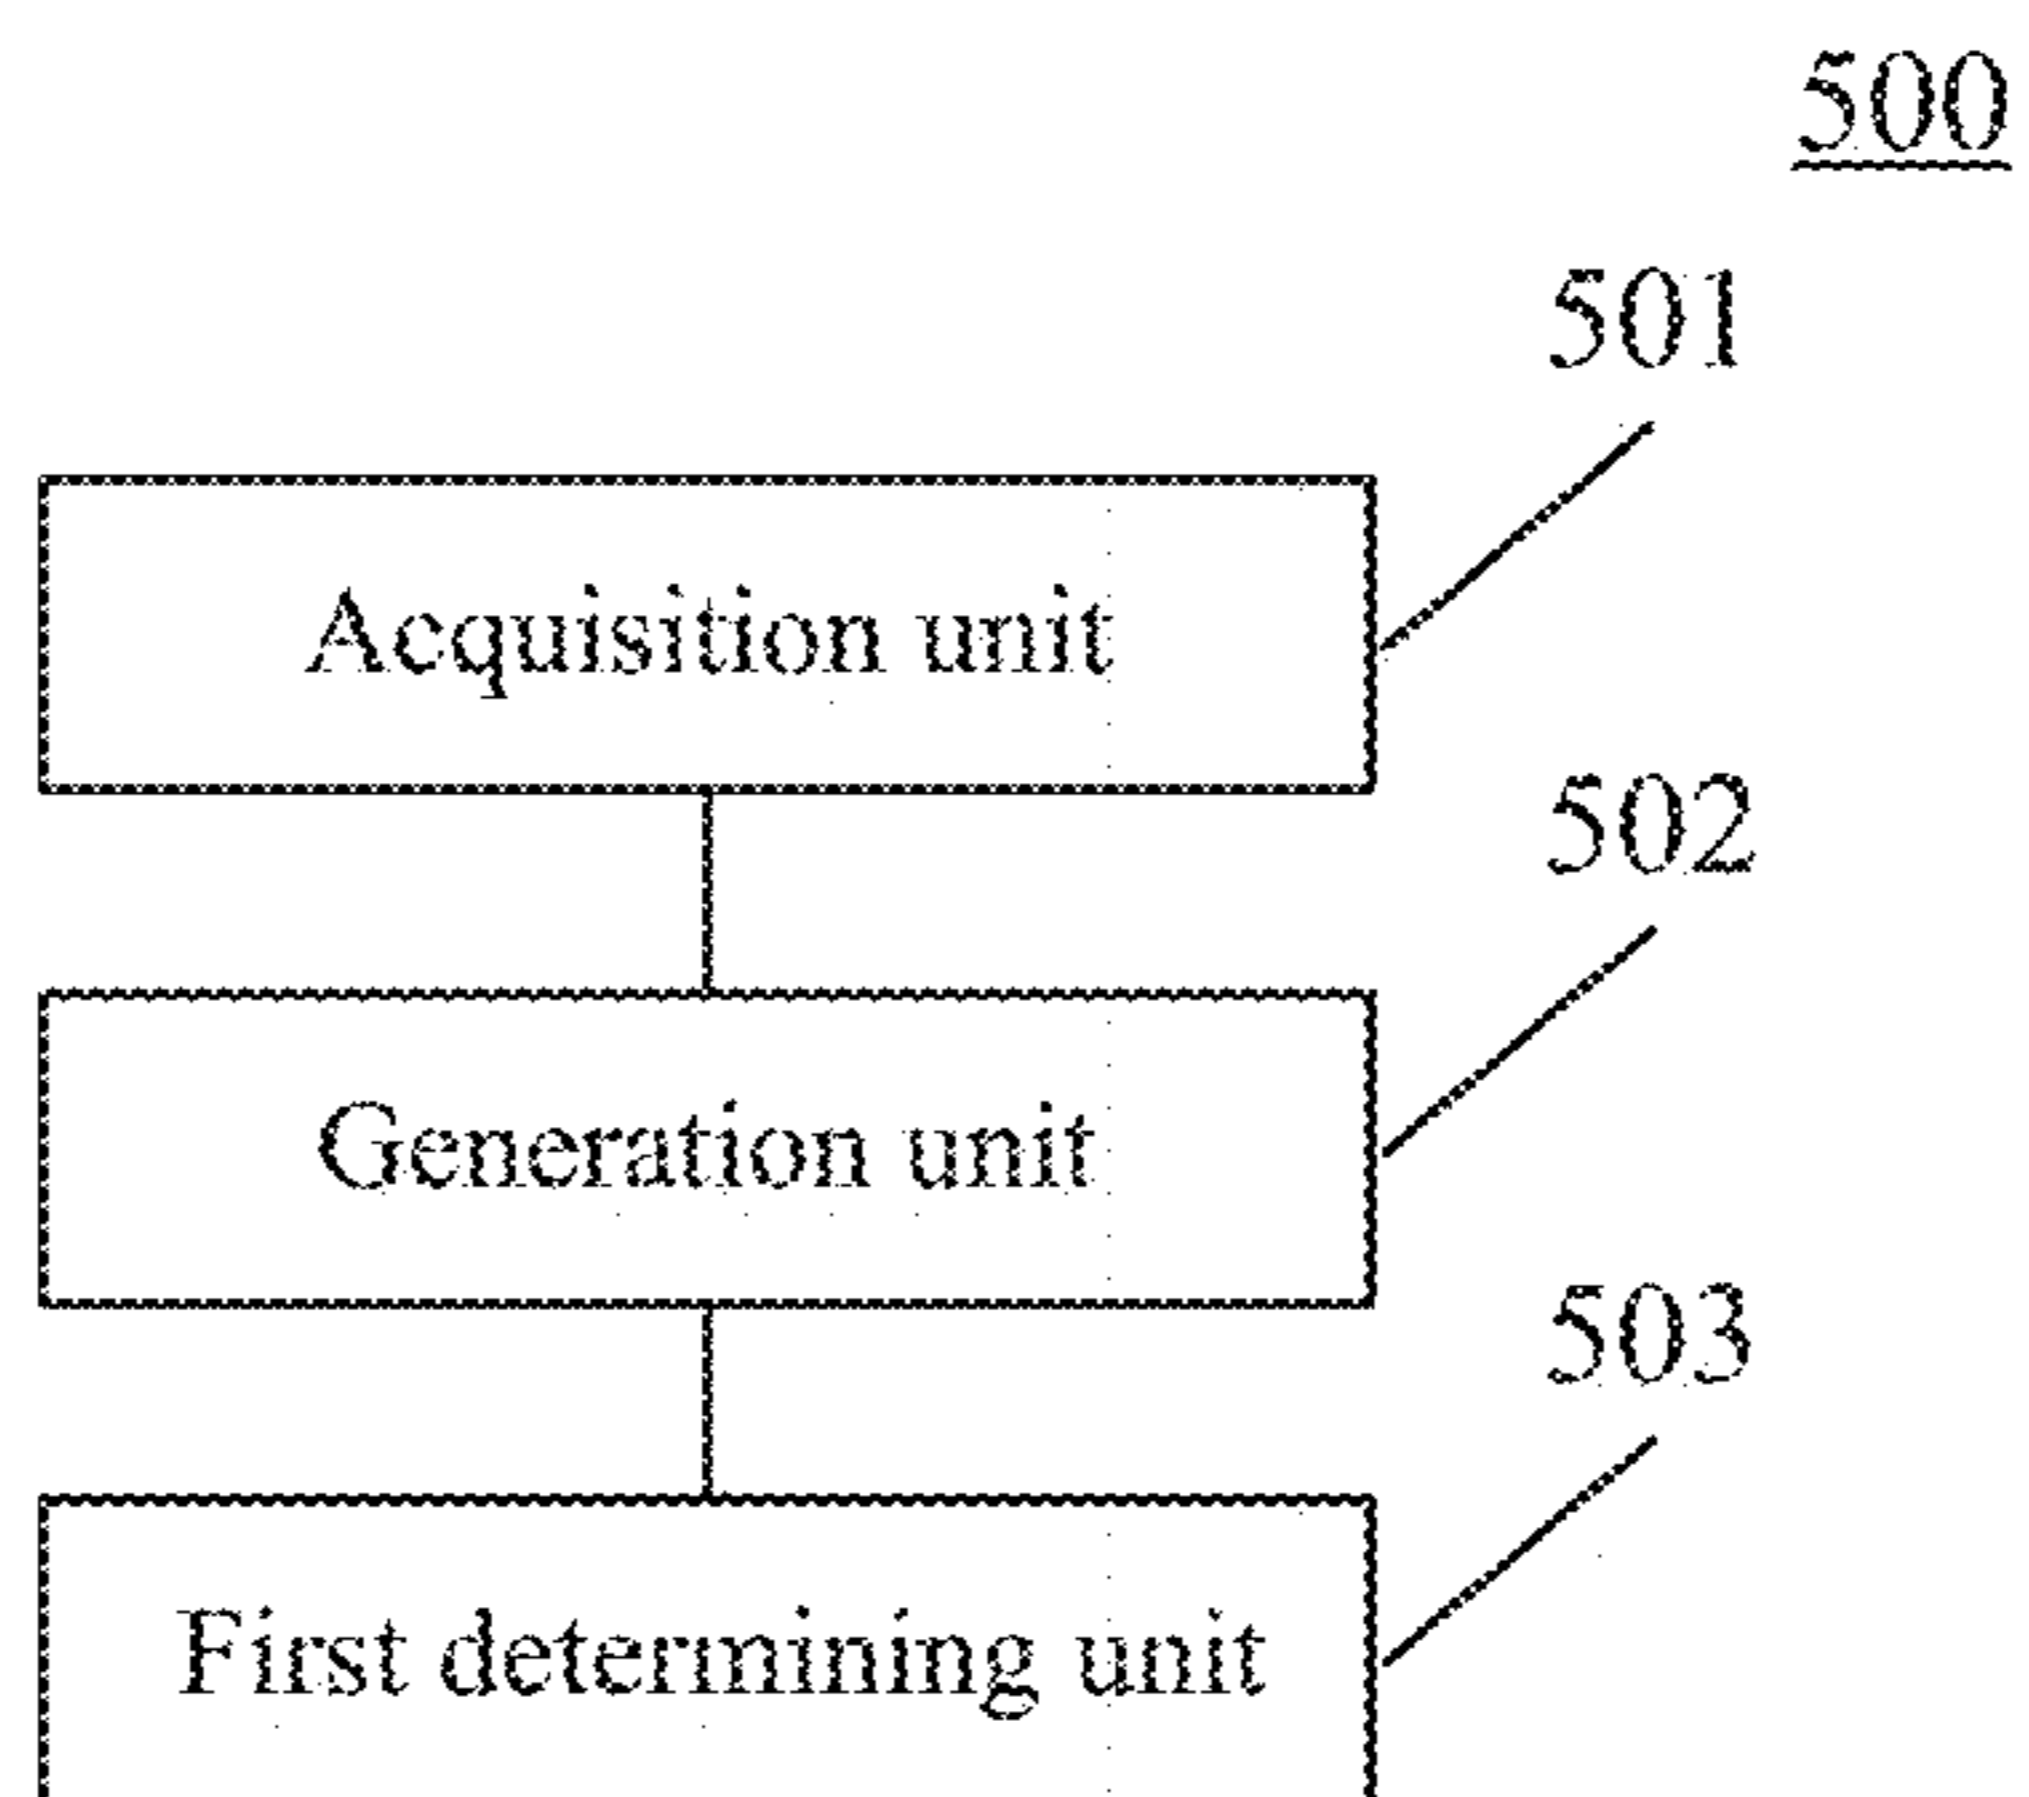 500
501
Acquisition unit
502
Generation unit
503
First determining unit